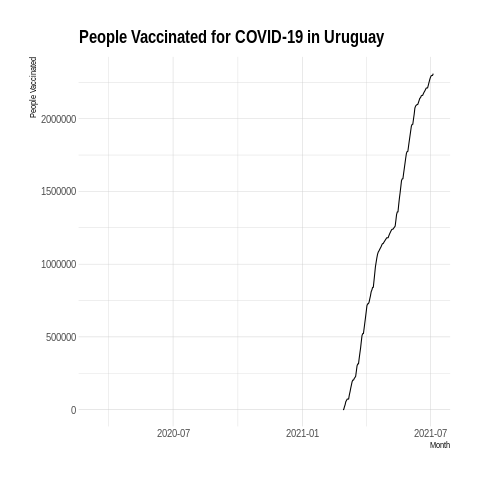 People Vaccinated for COVID-19 in Uruguay
People Vaccinated
2000000
1500000
1000000
500000
0
2020-07
2021-01
2021-07
Month